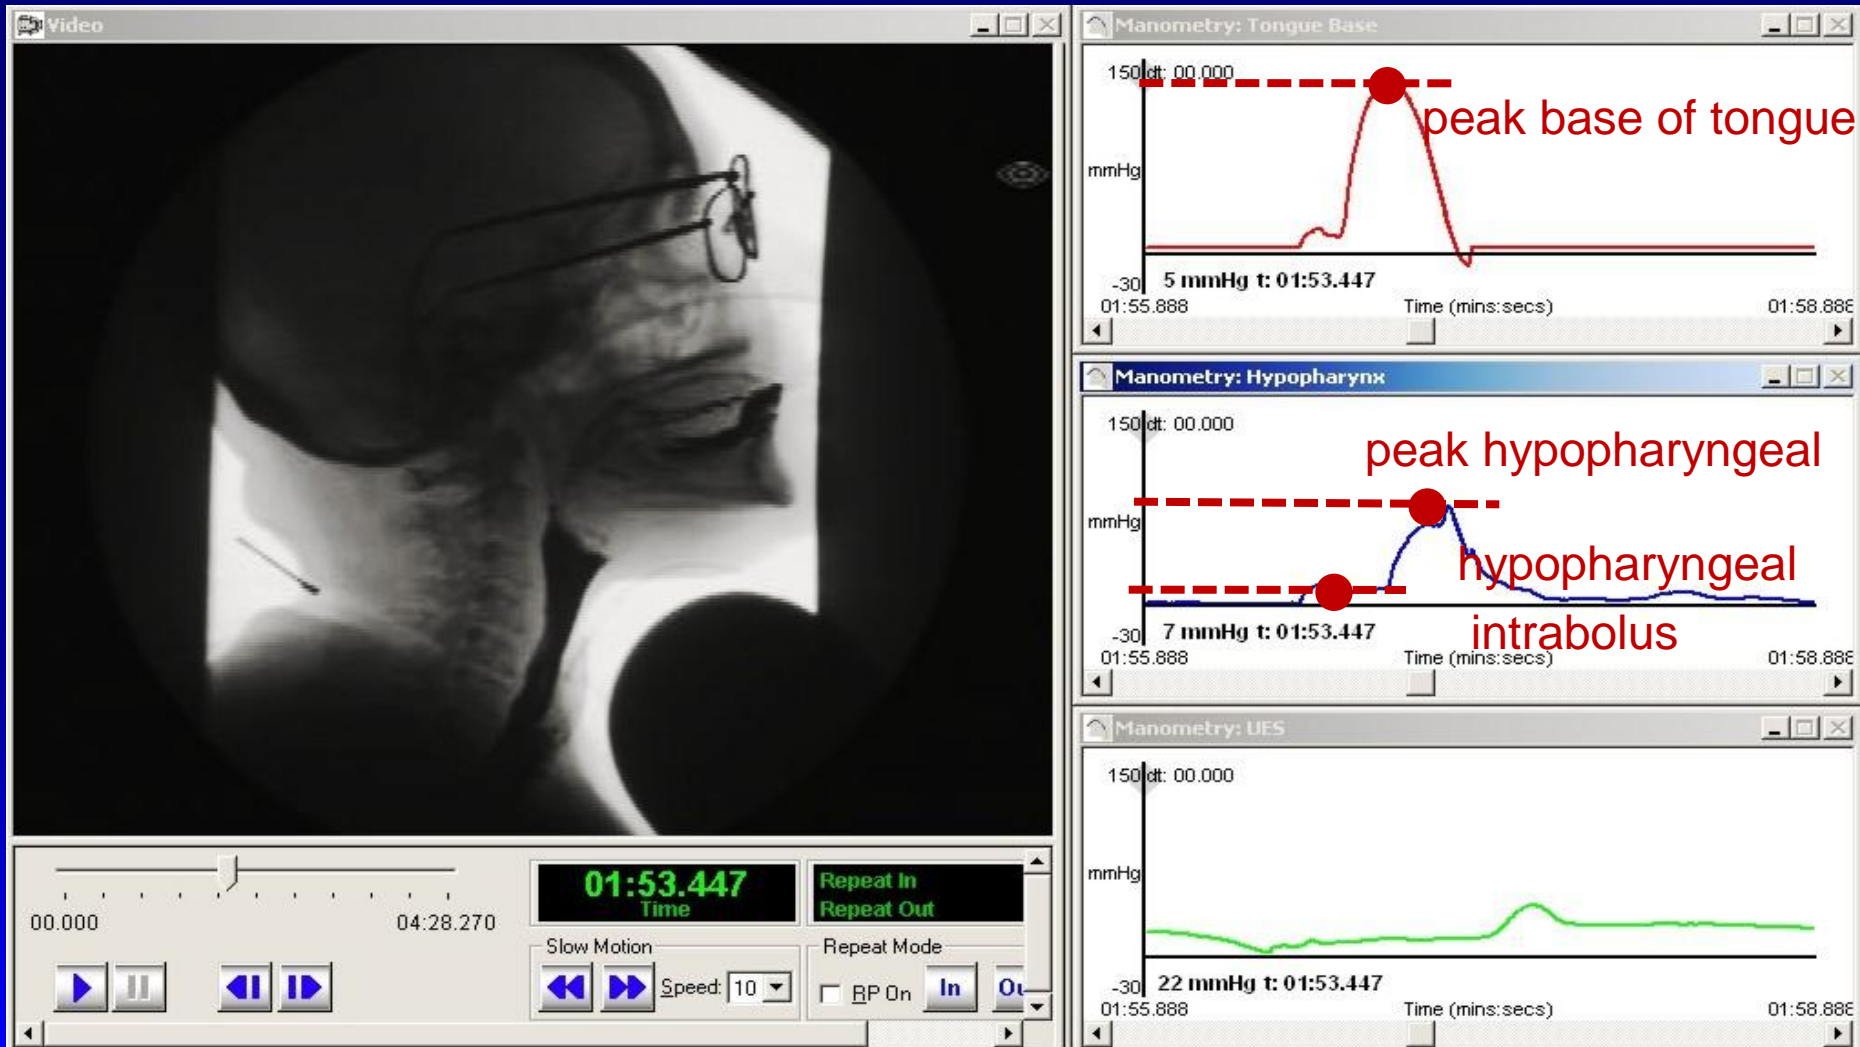 Video
00.000
04:28.270
01:53.447
Time
Repeat In
Repeat Out
Slow Motion
Speed: 10
Repeat Mode
RP On
In
Manometry: Tongue Base
150 dt: 00.000
peak base of tongue
mmHg
-30
5 mmHg t: 01:53.447
01:55.888
Time (mins:secs)
01:58.888
Manometry: Hypopharynx
150 dt: 00.000
peak hypopharyngeal
mmHg
hypopharyngeal
intrabolus
-30
7 mmHg t: 01:53.447
01:55.888
Time (mins:secs)
01:58.888
Manometry: UES
150 dt: 00.000
mmHg
-30
22 mmHg t: 01:53.447
01:55.888
Time (mins:secs)
01:58.888